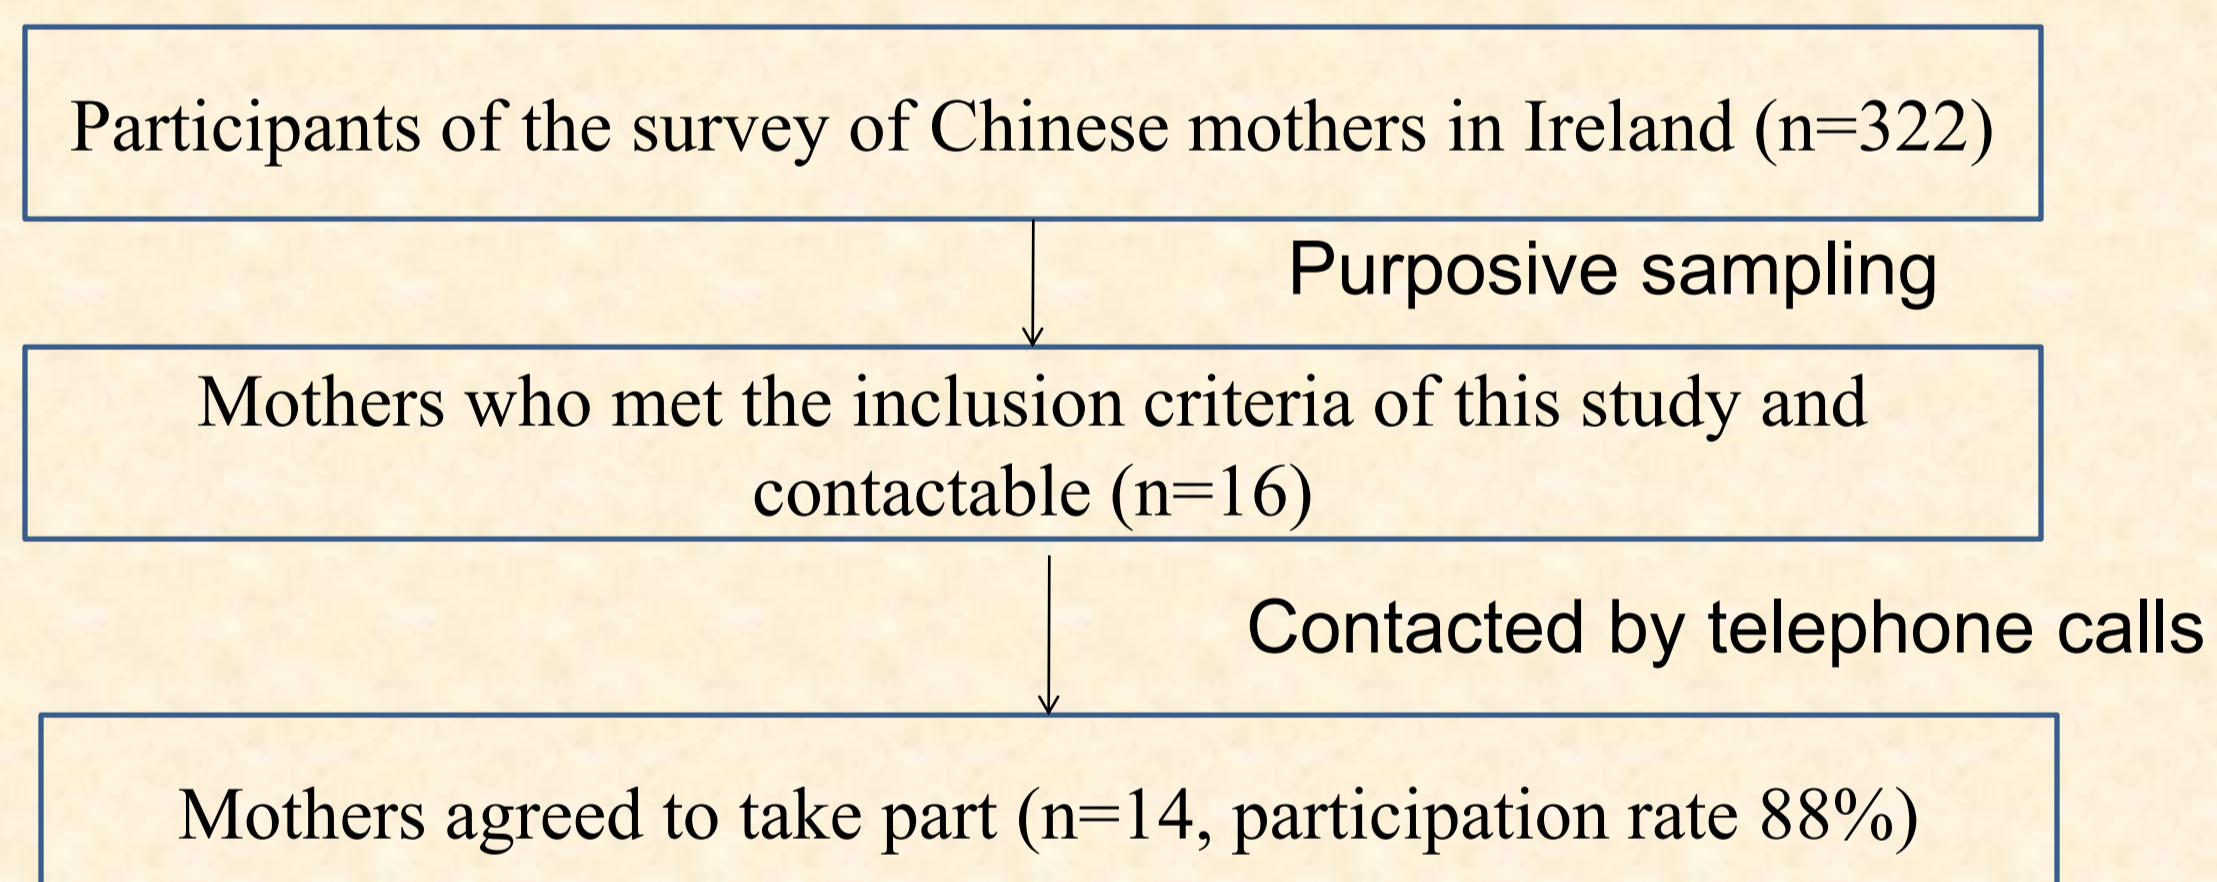 Participants of the survey of Chinese mothers in Ireland (n=322)
Purposive sampling
Mothers who met the inclusion criteria of this study and
contactable (n=16)
Contacted by telephone calls
Mothers agreed to take part (n=14, participation rate 88%)